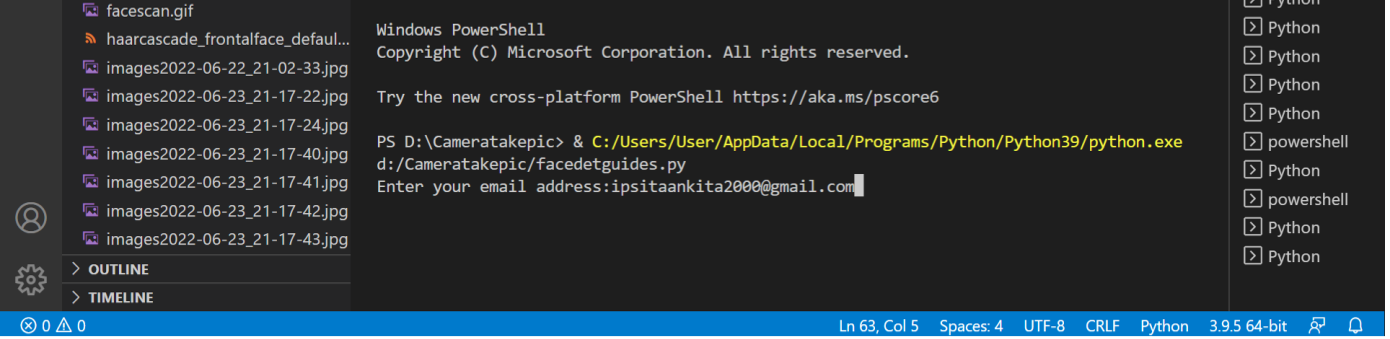 facescan.gif
haarcascade_frontalface_defaul...
images2022-06-22_21-02-33.jpg
images2022-06-23_21-17-22.jpg
images2022-06-23_21-17-24.jpg
images2022-06-23_21-17-40.jpg
images2022-06-23_21-17-41.jpg
images2022-06-23_21-17-42.jpg
images2022-06-23_21-17-43.jpg
OUTLINE
TIMELINE
Windows PowerShell
Copyright (C) Microsoft Corporation. All rights reserved.
Try the new cross-platform PowerShell https://aka.ms/pscore6
PS D:\Cameratakepic> & C:/Users/User/AppData/Local/Programs/Python/Python39/python.exe
d:/Cameratakepic/facedetguides.py
Enter your email address:ipsitaankita2000@gmail.com
Python
Python
Python
Python
Python
powershell
Python
powershell
Python
Python
0 0
Ln 63, Col 5 Spaces: 4 UTF-8 CRLF Python 3.9.5 64-bit